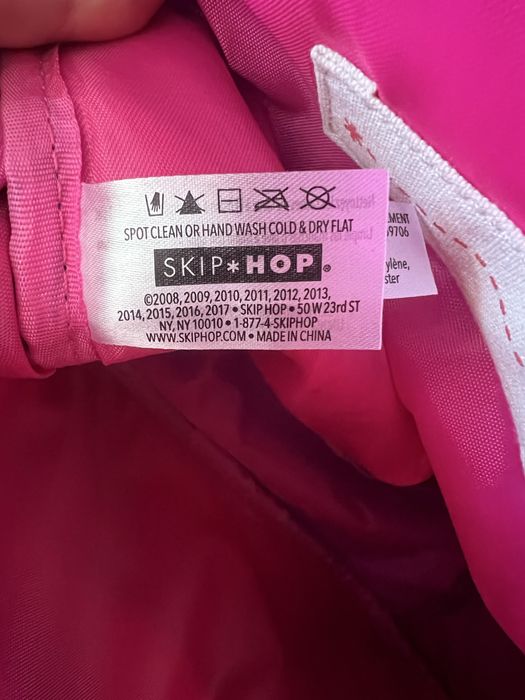 SPOT CLEAN OR HAND WASH COLD & DRY FLAT
SKIP*HOP®
©2008, 2009, 2010, 2011, 2012, 2013,
2014, 2015, 2016, 2017 • SKIP HOP • 50 W 23rd ST
NY, NY 10010 • 1-877-4-SKIPHOP
WWW.SKIPHOP.COM • MADE IN CHINA